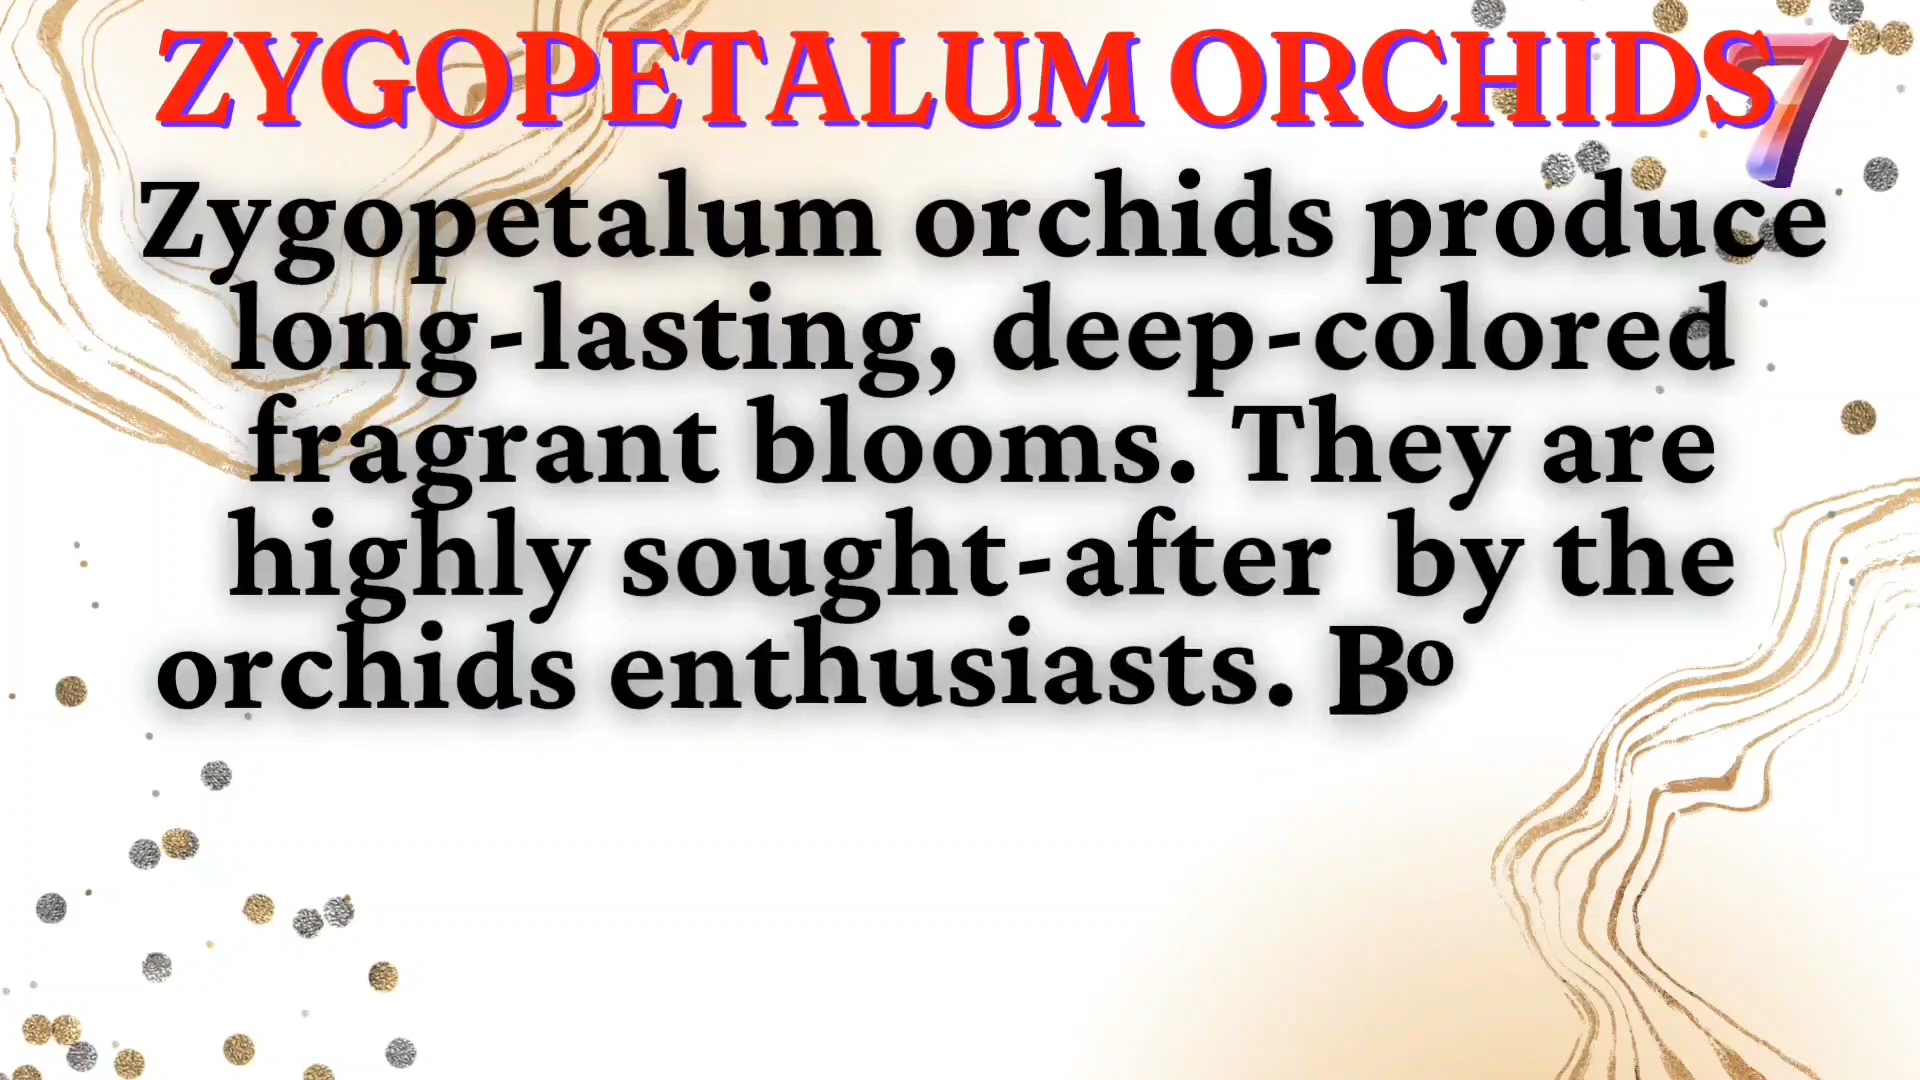 ZYGOPETALUM ORCHIDS 7
Zygopetalum orchids produce
long-lasting, deep-colored
fragrant blooms. They are
highly sought-after by the
orchids enthusiasts. Bo